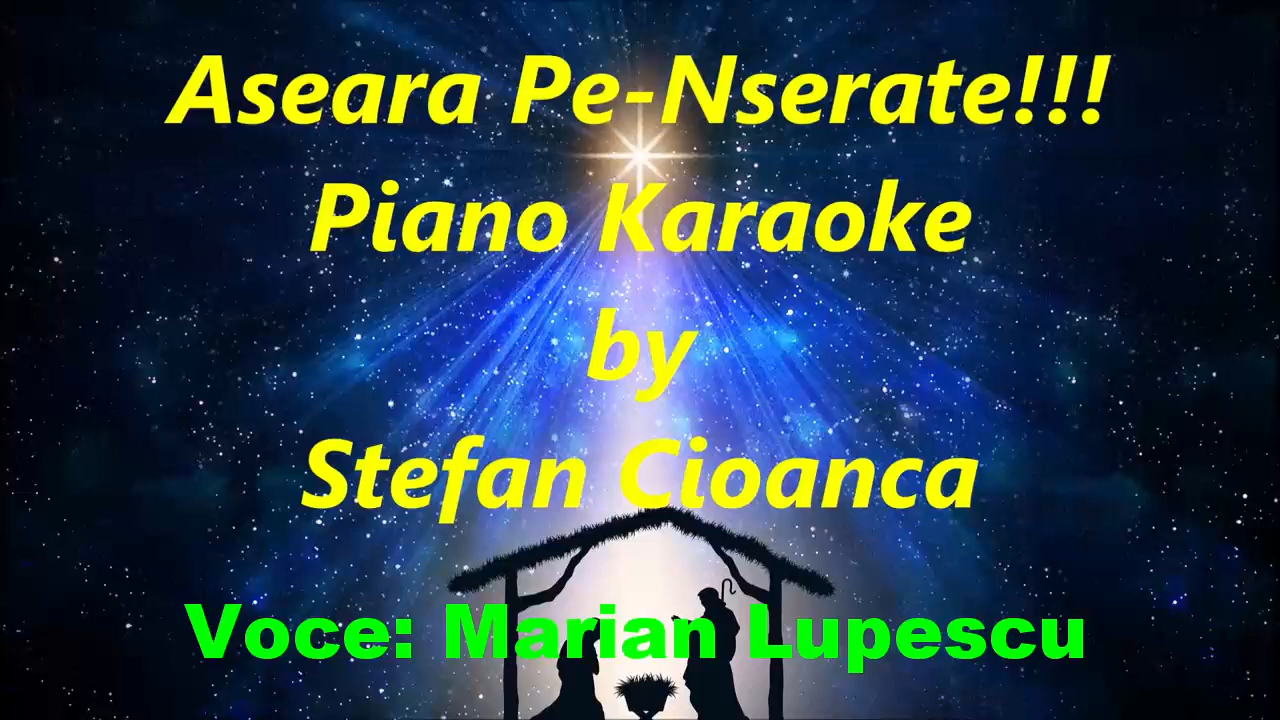 Aseara Pe-Nserate!!!
Piano Karaoke
by
Stefan Cioanca
Voce: Marian Lupescu